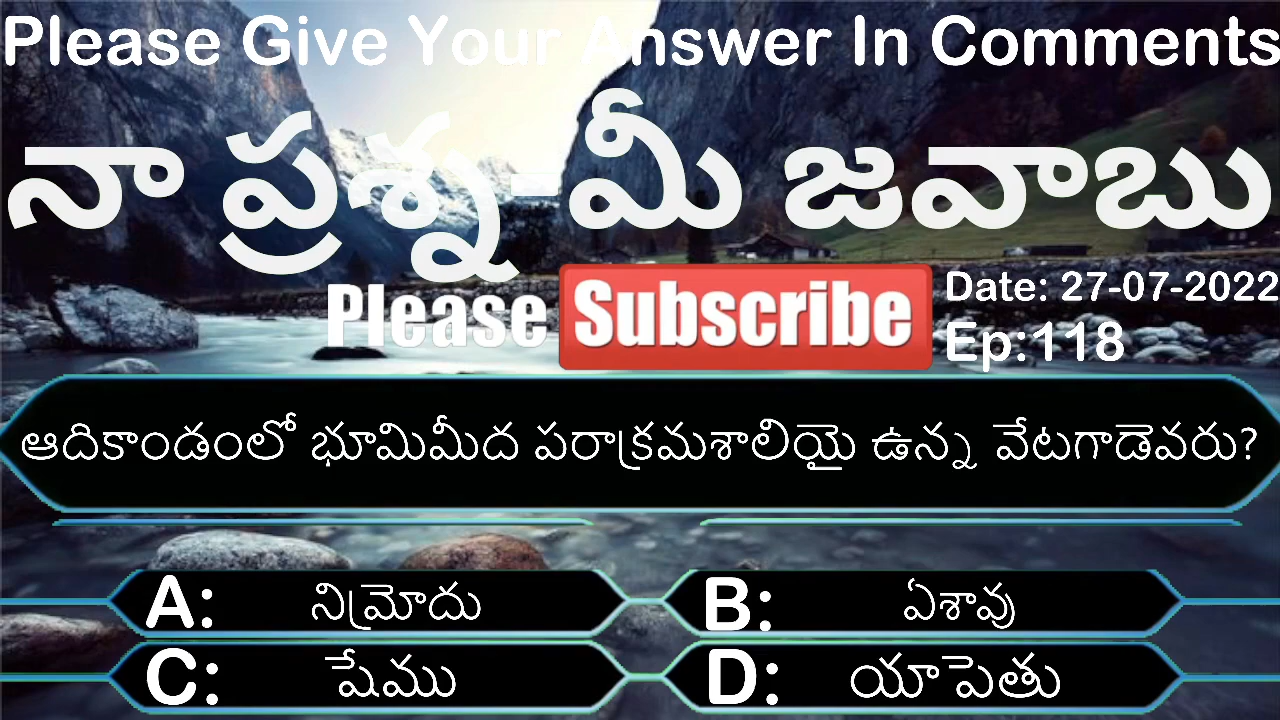 Please Give Your Answer In Comments
నా ప్రశ్న-మీ జవాబు
Please Subscribe
Date: 27-07-2022
Ep:118
ఆదికాండంలో భూమిమీద పరాక్రమశాలియై ఉన్న వేటగాడెవరు?
A: నిమ్రోదు
B: ఏశావు
C: షేము
D: యాపెతు